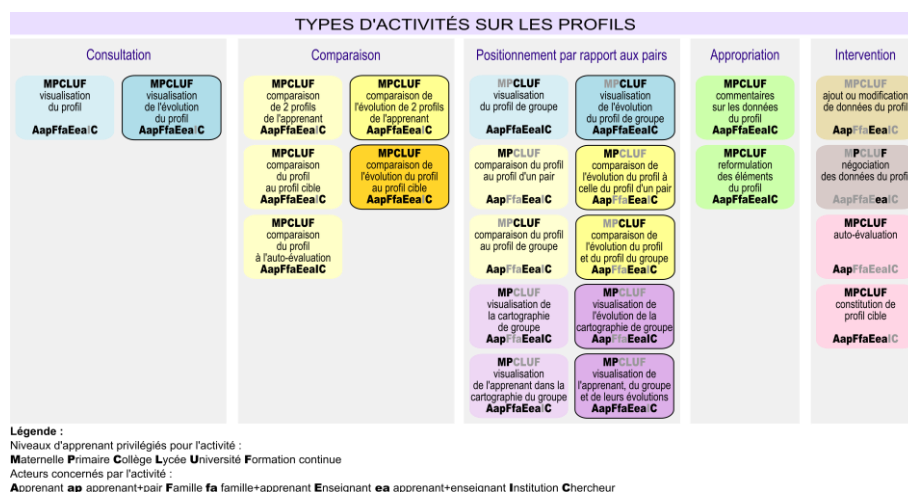 TYPES D'ACTIVITÉS SUR LES PROFILS
Consultation
MPCLUF
visualisation
du profil
AapFfaEeaIC
MPCLUF
visualisation
de l'évolution
du profil
AapFfaEeaIC
Comparaison
MPCLUF
comparaison
de 2 profils
de l'apprenant
AapFfaEeaIC
MPCLUF
comparaison de
l'évolution de 2 profils
de l'apprenant
AapFfaEeaIC
MPCLUF
comparaison
du profil
au profil cible
AapFfaEeaIC
MPCLUF
comparaison de
l'évolution du profil
au profil cible
AapFfaEeaIC
MPCLUF
comparaison
du profil
à l'auto-évaluation
AapFfaEeaIC
Positionnement par rapport aux pairs
MPCLUF
visualisation
du profil de groupe
AapFfaEeaIC
MPCLUF
visualisation
de l'évolution
du profil de groupe
AapFfaEeaIC
MPCLUF
comparaison du profil
au profil d'un pair
AapFfaEeaIC
MPCLUF
comparaison de
l'évolution du profil à
celle du profil d'un pair
AapFfaEeaIC
MPCLUF
comparaison du profil
au profil de groupe
AapFfaEeaIC
MPCLUF
comparaison de
l'évolution du profil
et du profil du groupe
AapFfaEeaIC
MPCLUF
visualisation de
la cartographie
de groupe
AapFfaEeaIC
MPCLUF
visualisation de
l'évolution de la
cartographie de groupe
AapFfaEeaIC
MPCLUF
visualisation
de l'apprenant dans la
cartographie du groupe
AapFfaEeaIC
MPCLUF
visualisation de
l'apprenant, du groupe
et de leurs évolutions
AapFfaEeaIC
Appropriation
MPCLUF
commentaires
sur les données
du profil
AapFfaEeaIC
MPCLUF
reformulation
des éléments
du profil
AapFfaEeaIC
Intervention
MPCLUF
ajout ou modification
de données du profil
AapFfaEeaIC
MPCLUF
négociation
des données du profil
AapFfaEeaIC
MPCLUF
auto-évaluation
AapFfaEeaIC
MPCLUF
constitution de
profil cible
AapFfaEeaIC
Légende :
Niveaux d'apprenant privilégiés pour l'activité :
Maternelle Primaire Collège Lycée Université Formation continue
Acteurs concernés par l'activité :
Apprenant ap apprenant+pair Famille fa famille+apprenant Enseignant ea apprenant+enseignant Institution Chercheur